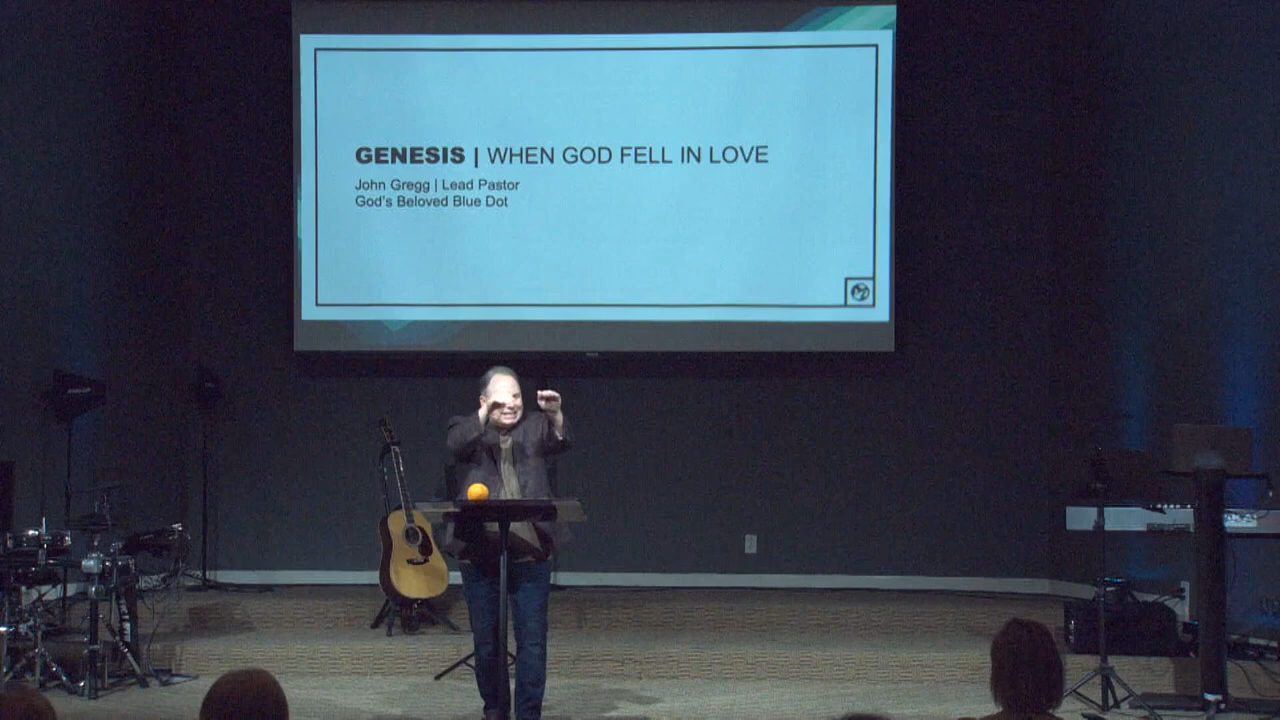 GENESIS | WHEN GOD FELL IN LOVE
John Gregg | Lead Pastor
God's Beloved Blue Dot